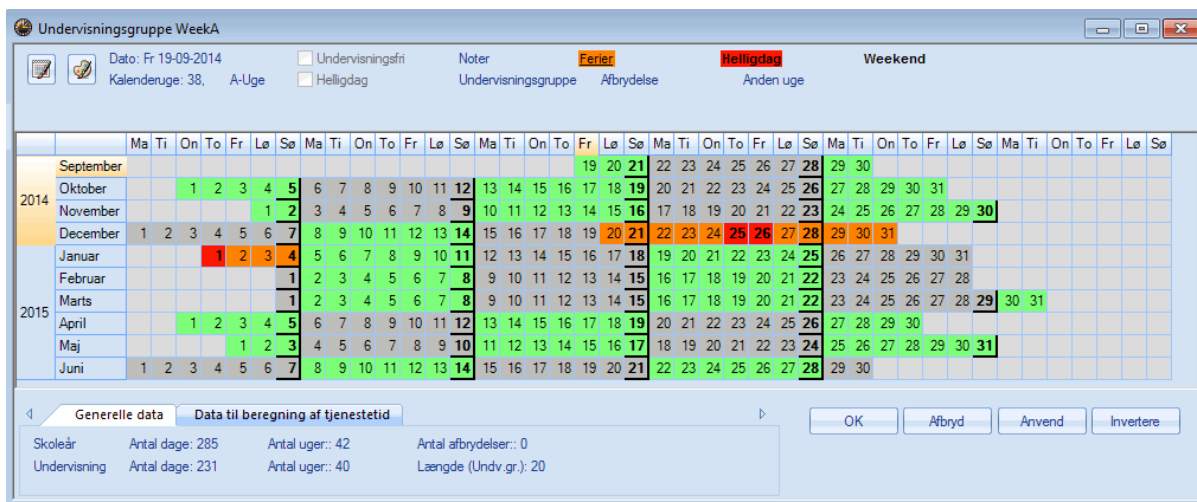 Undervisningsgruppe WeekA
Dato: Fr 19-09-2014 Undervisningsfri Noter Ferier Helligdag Weekend
Kalenderuge: 38, A-Uge Helligdag Undervisningsgruppe Afbrydelse Anden uge
Ma Ti On To Fr Lø Sø Ma Ti On To Fr Lø Sø Ma Ti On To Fr Lø Sø Ma Ti On To Fr Lø Sø Ma Ti On To Fr Lø Sø Ma Ti On To Fr Lø Sø
2014
September 19 20 21 22 23 24 25 26 27 28 29 30
Oktober 1 2 3 4 5 6 7 8 9 10 11 12 13 14 15 16 17 18 19 20 21 22 23 24 25 26 27 28 29 30 31
November 1 2 3 4 5 6 7 8 9 10 11 12 13 14 15 16 17 18 19 20 21 22 23 24 25 26 27 28 29 30
December 1 2 3 4 5 6 7 8 9 10 11 12 13 14 15 16 17 18 19 20 21 22 23 24 25 26 27 28 29 30 31
2015
Januar 1 2 3 4 5 6 7 8 9 10 11 12 13 14 15 16 17 18 19 20 21 22 23 24 25 26 27 28 29 30 31
Februar 1 2 3 4 5 6 7 8 9 10 11 12 13 14 15 16 17 18 19 20 21 22 23 24 25 26 27 28
Marts 1 2 3 4 5 6 7 8 9 10 11 12 13 14 15 16 17 18 19 20 21 22 23 24 25 26 27 28 29 30 31
April 1 2 3 4 5 6 7 8 9 10 11 12 13 14 15 16 17 18 19 20 21 22 23 24 25 26 27 28 29 30
Maj 1 2 3 4 5 6 7 8 9 10 11 12 13 14 15 16 17 18 19 20 21 22 23 24 25 26 27 28 29 30 31
Juni 1 2 3 4 5 6 7 8 9 10 11 12 13 14 15 16 17 18 19 20 21 22 23 24 25 26 27 28 29 30
Generelle data Data til beregning af tjenestetid OK Afbryd Anvend Invertere
Skoleår Antal dage: 285 Antal uger:: 42 Antal afbrydelser:: 0
Undervisning Antal dage: 231 Antal uger:: 40 Længde (Undv.gr.): 20